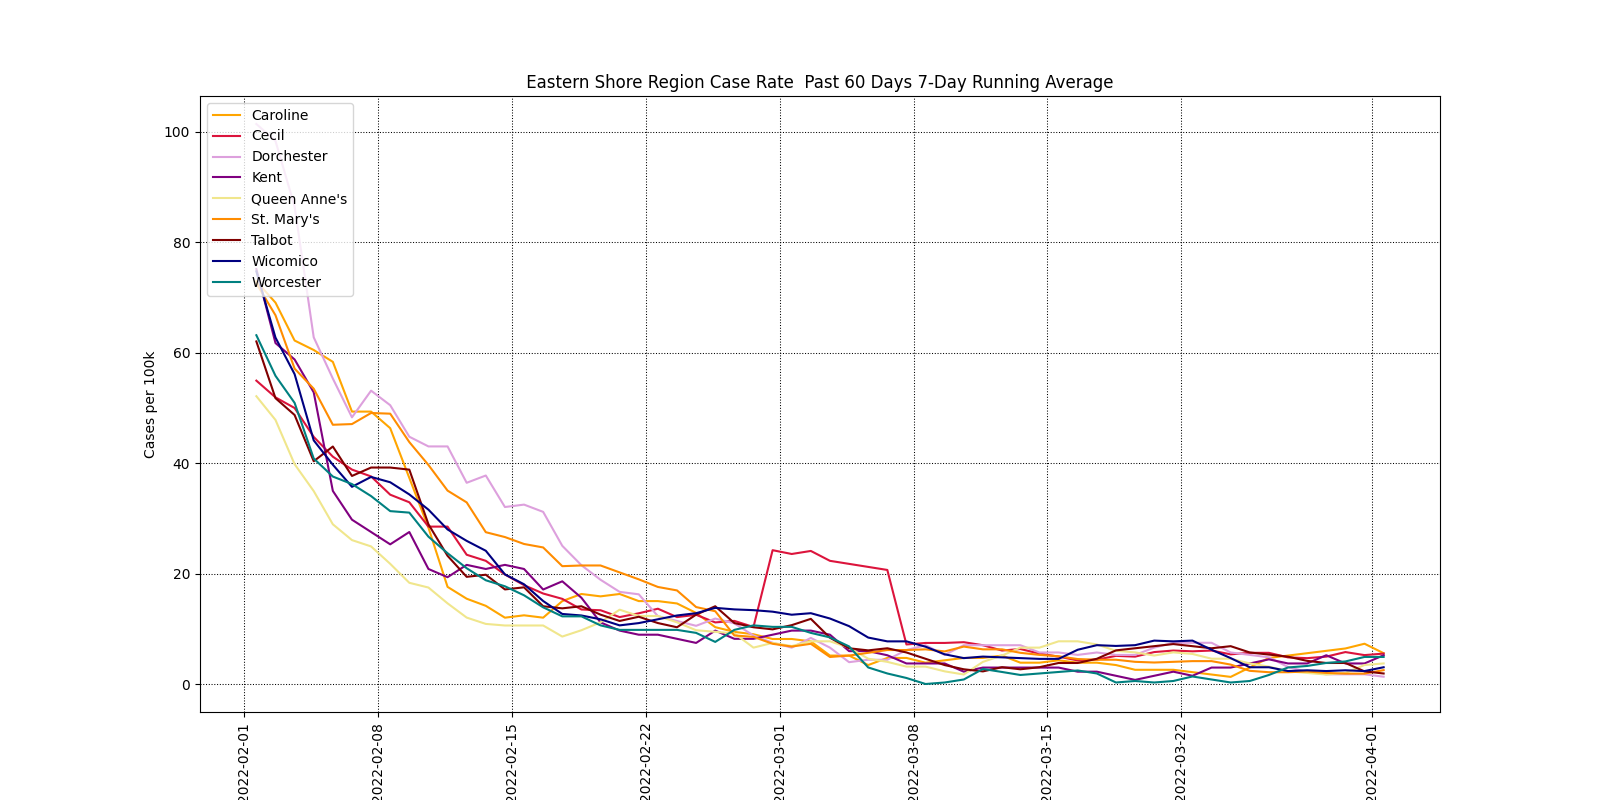 Eastern Shore Region Case Rate  Past 60 Days 7-Day Running Average
Caroline
Cecil
Dorchester
Kent
Queen Anne's
St. Mary's
Talbot
Wicomico
Worcester
Cases per 100k
100
80
60
40
20
0
2022-02-01
2022-02-08
2022-02-15
2022-02-22
2022-03-01
2022-03-08
2022-03-15
2022-03-22
2022-04-01